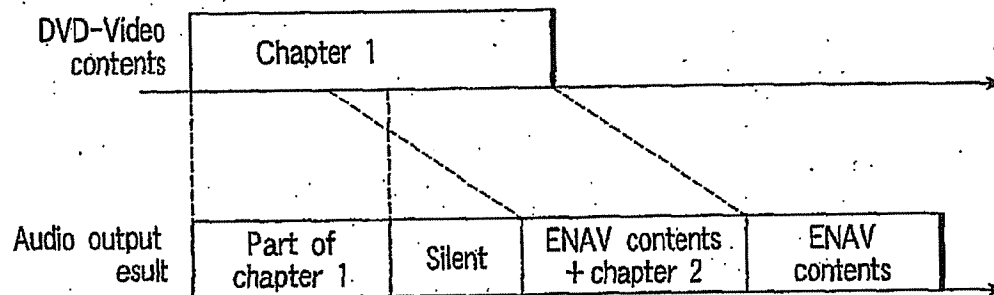 DVD-Video
contents
Chapter 1
Audio output
esult
Part of
chapter 1
Silent
ENAV contents
+ chapter 2
ENAV
contents